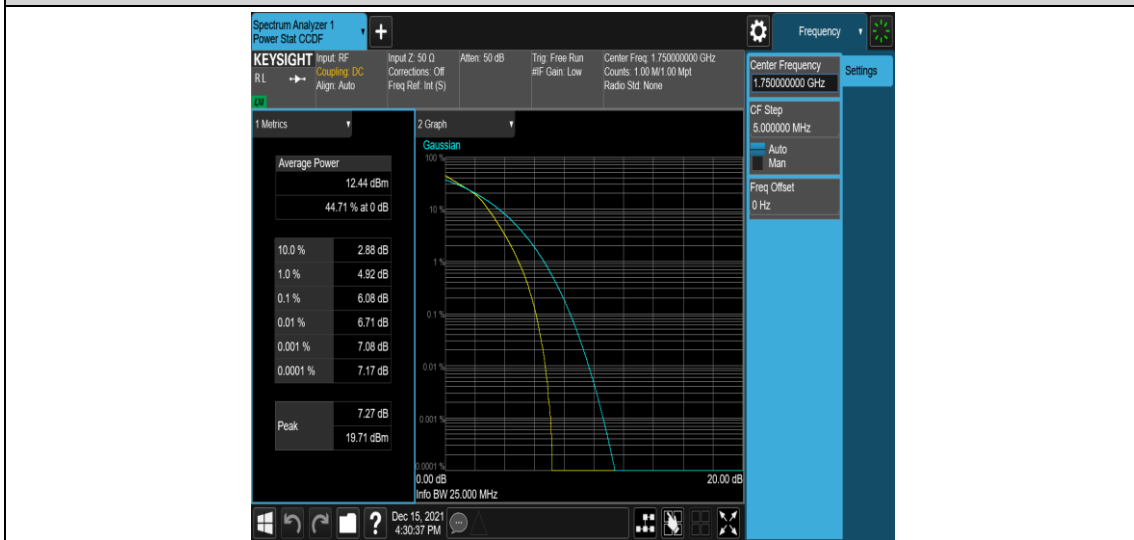 Spectrum Analyzer 1
Power Stat CCDF
+
Frequency
KEYSIGHT
RL
LXI
Input: RF
Coupling: DC
Align: Auto
Input Z: 50 Ω
Corrections: Off
Freq Ref: Int (S)
Atten: 50 dB
Trig: Free Run
#IF Gain: Low
Center Freq: 1.750000000 GHz
Counts: 1.00 M/1.00 Mpt
Radio Std: None
Center Frequency
1.750000000 GHz
Settings
CF Step
5.000000 MHz
Auto
Man
Freq Offset
0 Hz
1 Metrics
Average Power
12.44 dBm
44.71 % at 0 dB
10.0 % 2.88 dB
1.0 % 4.92 dB
0.1 % 6.08 dB
0.01 % 6.71 dB
0.001 % 7.08 dB
0.0001 % 7.17 dB
Peak
7.27 dB
19.71 dBm
2 Graph
Gaussian
100 %
10 %
1 %
0.1 %
0.01 %
0.001 %
0.0001 %
0.00 dB 20.00 dB
Info BW 25.000 MHz
?
Dec 15, 2021
4:30:37 PM